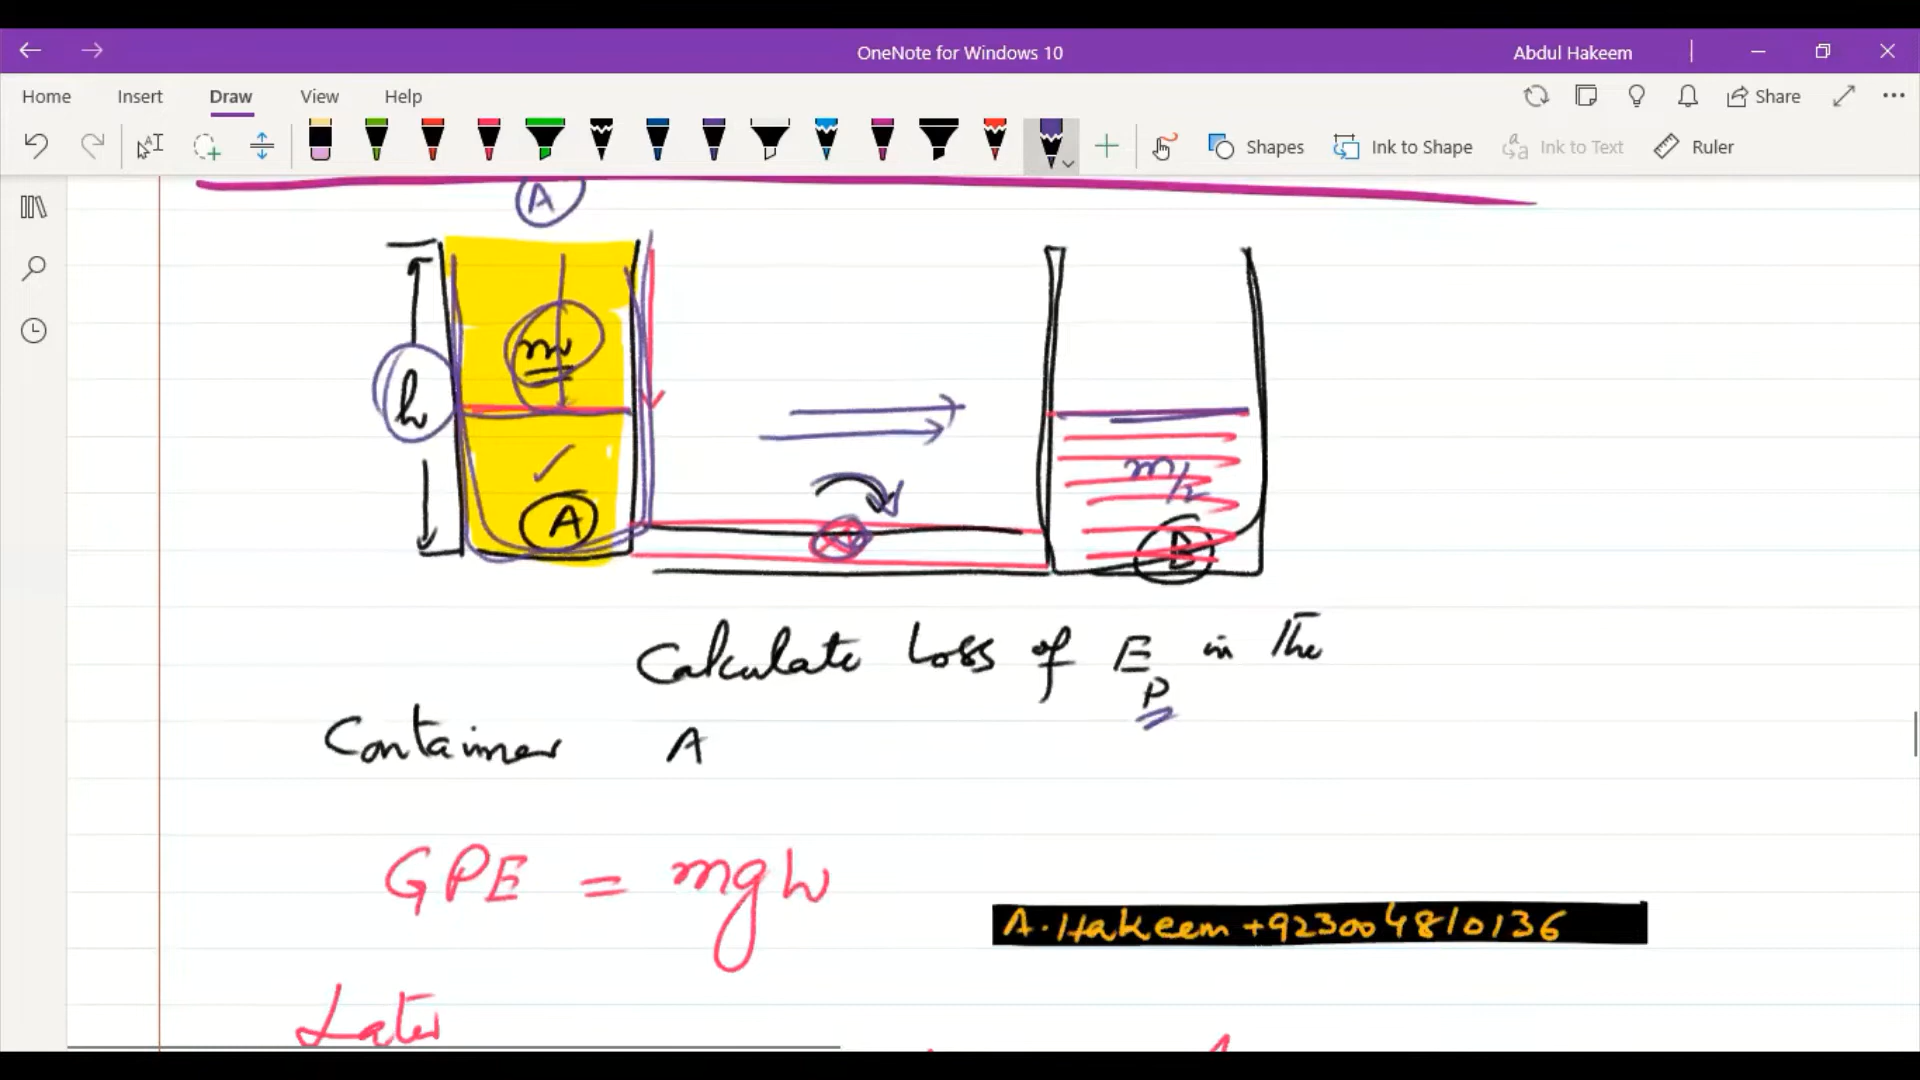 OneNote for Windows 10
Abdul Hakeem
Home Insert Draw View Help
Share
Shapes Ink to Shape Ink to Text Ruler
A
m
h
A
m/2
B
Calculate Loss of E in the
P
Container A
GPE = mgh
A. Hakeem +923004810136
Later